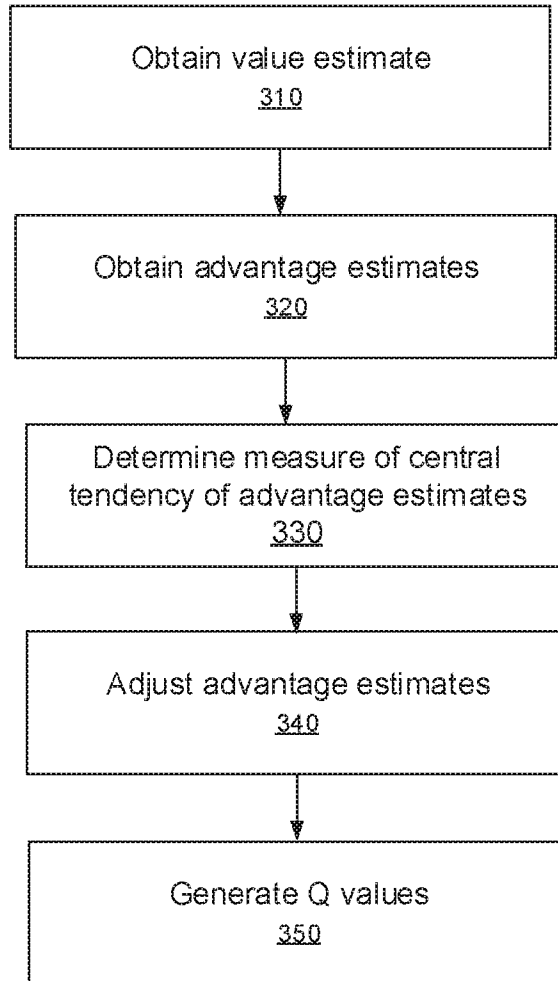 Obtain value estimate
310
Obtain advantage estimates
320
Determine measure of central
tendency of advantage estimates
330
Adjust advantage estimates
340
Generate Q values
350